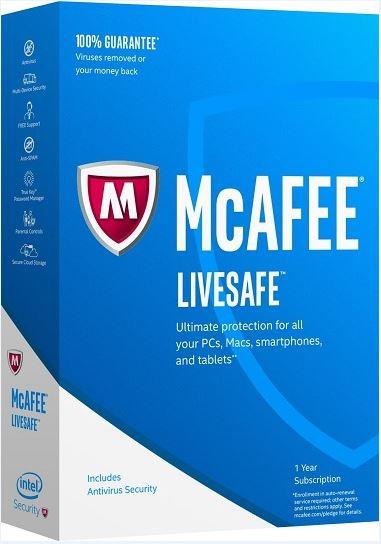 100% GUARANTEE*
Viruses removed or
your money back
McAFEE®
LIVESAFE™
Ultimate protection for all
your PCs, Macs, smartphones,
and tablets**
Includes
Antivirus Security
1 Year
Subscription
*Enrollment in auto-renewal
service required; other terms
and restrictions apply. See
mcafee.com/pledge for details.
Antivirus
Multi-Device Security
FREE Support
Anti-SPAM
True Key™
Password Manager
Parental Controls
Secure Cloud Storage
McAFEE
LIVESAFE™
intel
Security